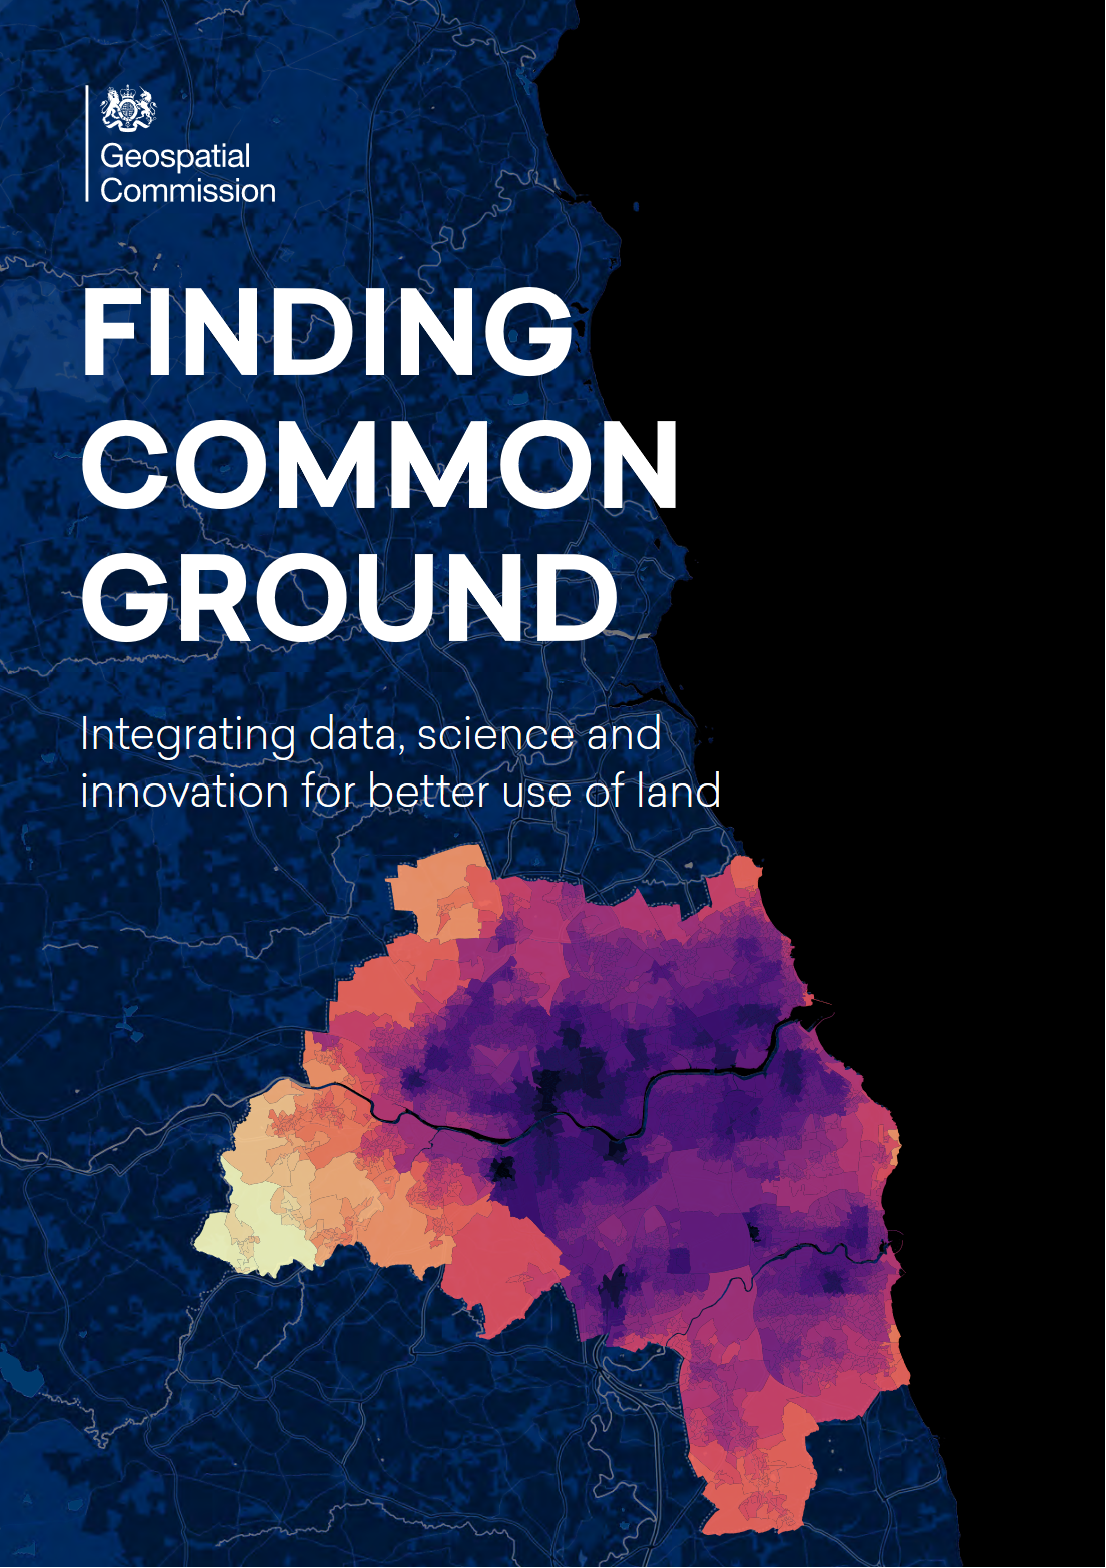 Geospatial
Commission
FINDING
COMMON
GROUND
Integrating data, science and
innovation for better use of land